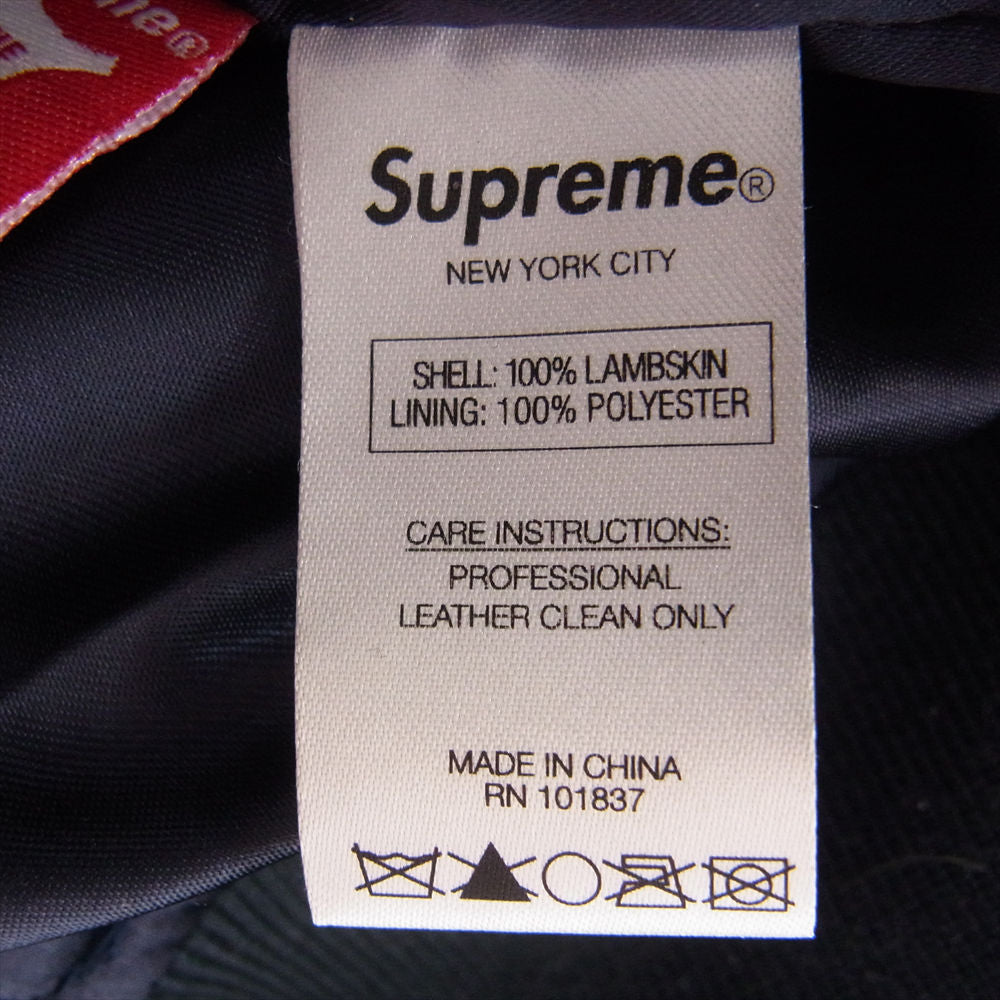 me®
Supreme®
NEW YORK CITY
SHELL: 100% LAMBSKIN
LINING: 100% POLYESTER
CARE INSTRUCTIONS:
PROFESSIONAL
LEATHER CLEAN ONLY
MADE IN CHINA
RN 101837